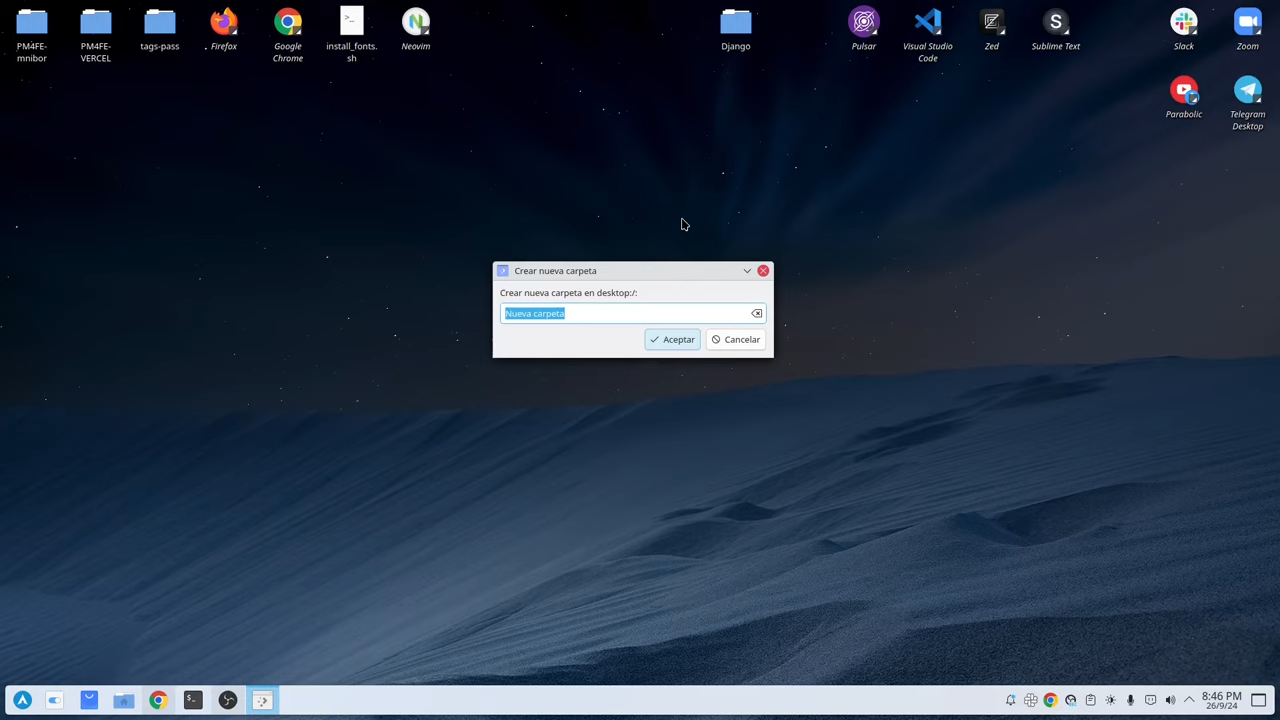 PM4FE-
mnibor
PM4FE-
VERCEL
tags-pass
Firefox
Google
Chrome
install_fonts.
sh
Neovim
Django
Pulsar
Visual Studio
Code
Zed
Sublime Text
Slack
Zoom
Parabolic
Telegram
Desktop
Crear nueva carpeta
Crear nueva carpeta en desktop:/:
Nueva carpeta
Aceptar
Cancelar
8:46 PM
26/9/24